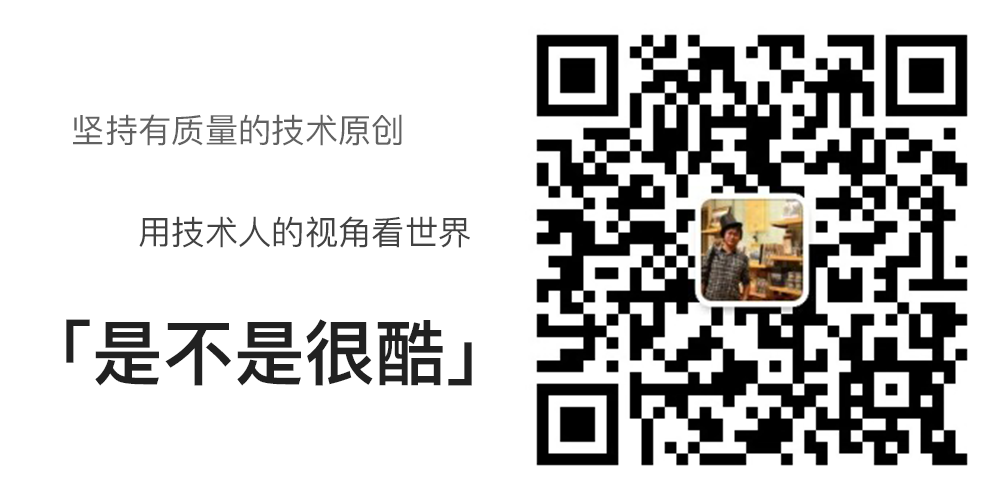 坚持有质量的技术原创
用技术人的视角看世界
「是不是很酷」